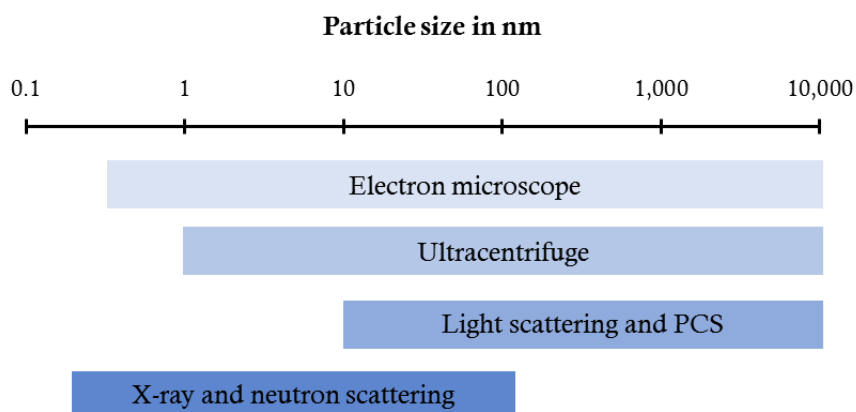 Particle size in nm
0.1 1 10 100 1,000 10,000
Electron microscope
Ultracentrifuge
Light scattering and PCS
X-ray and neutron scattering